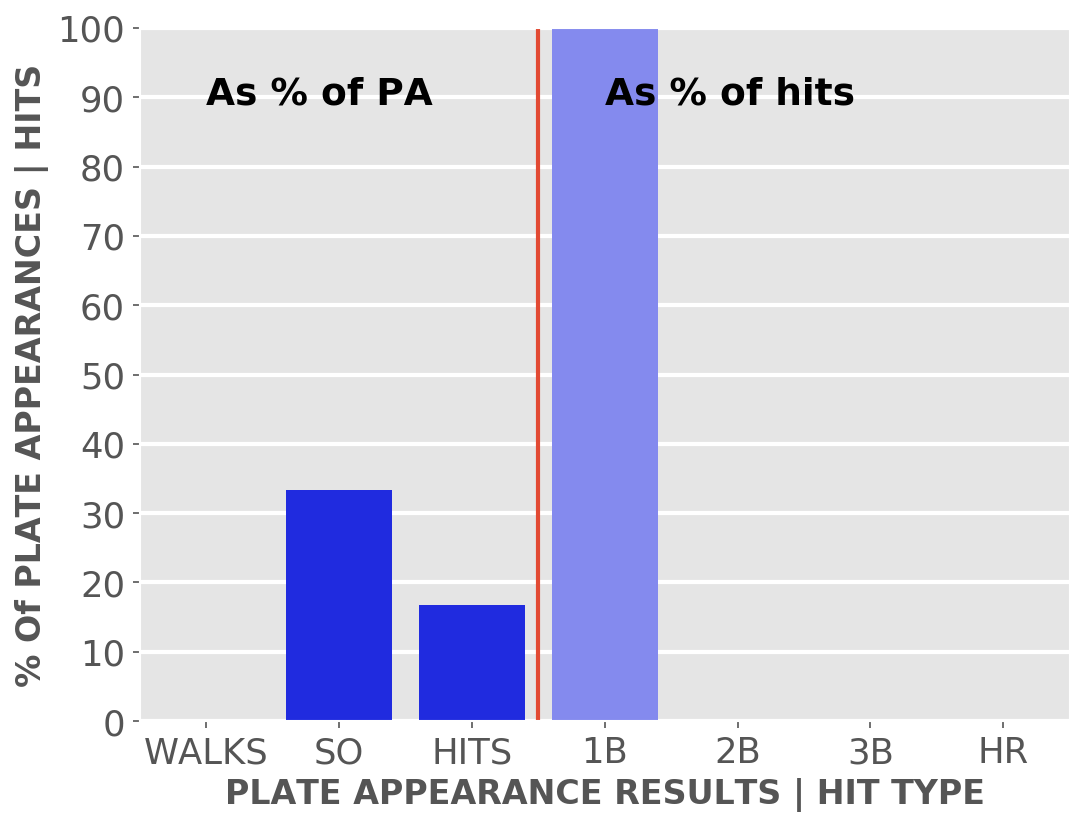 % Of PLATE APPEARANCES | HITS
100
90
80
70
60
50
40
30
20
10
0
As % of PA
As % of hits
WALKS SO HITS 1B 2B 3B HR
PLATE APPEARANCE RESULTS | HIT TYPE